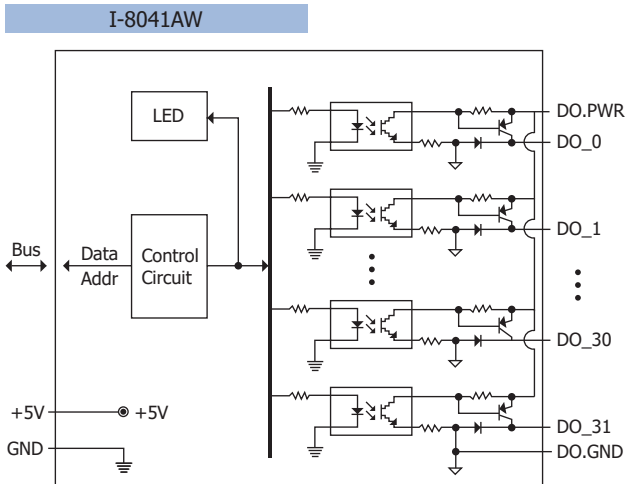 I-8041AW
LED
DO.PWR
DO_0
DO_1
Bus
Data
Addr
Control
Circuit
DO_30
+5V
+5V
DO_31
GND
DO.GND